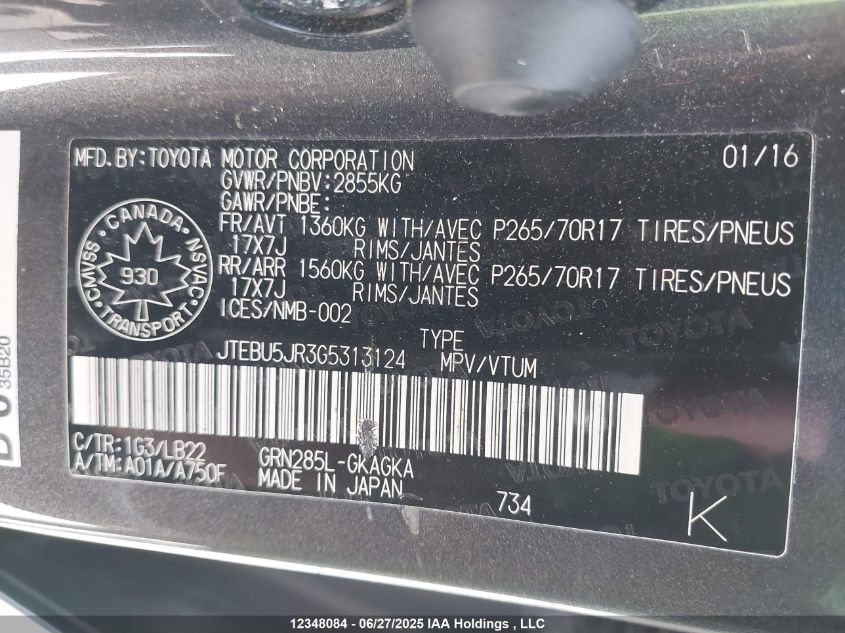 MFD. BY: TOYOTA MOTOR CORPORATION 01/16
GVWR/PNBV: 2855KG
GAWR/PNBE:
FR/AVT 1360KG WITH/AVEC P265/70R17 TIRES/PNEUS
17X7J RIMS/JANTES
RR/ARR 1560KG WITH/AVEC P265/70R17 TIRES/PNEUS
17X7J RIMS/JANTES
ICES/NMB-002
CANADA
CMVSS NSVAC
930
TRANSPORT
TYPE
JTEBU5JR3G5313124 MPV/VTUM
C/TR: 1G3/LB22 GRN285L-GKAGKA
A/TM: A01A/A750F MADE IN JAPAN
734
K
35B20
TOYOTA
12348084 - 06/27/2025 IAA Holdings, LLC